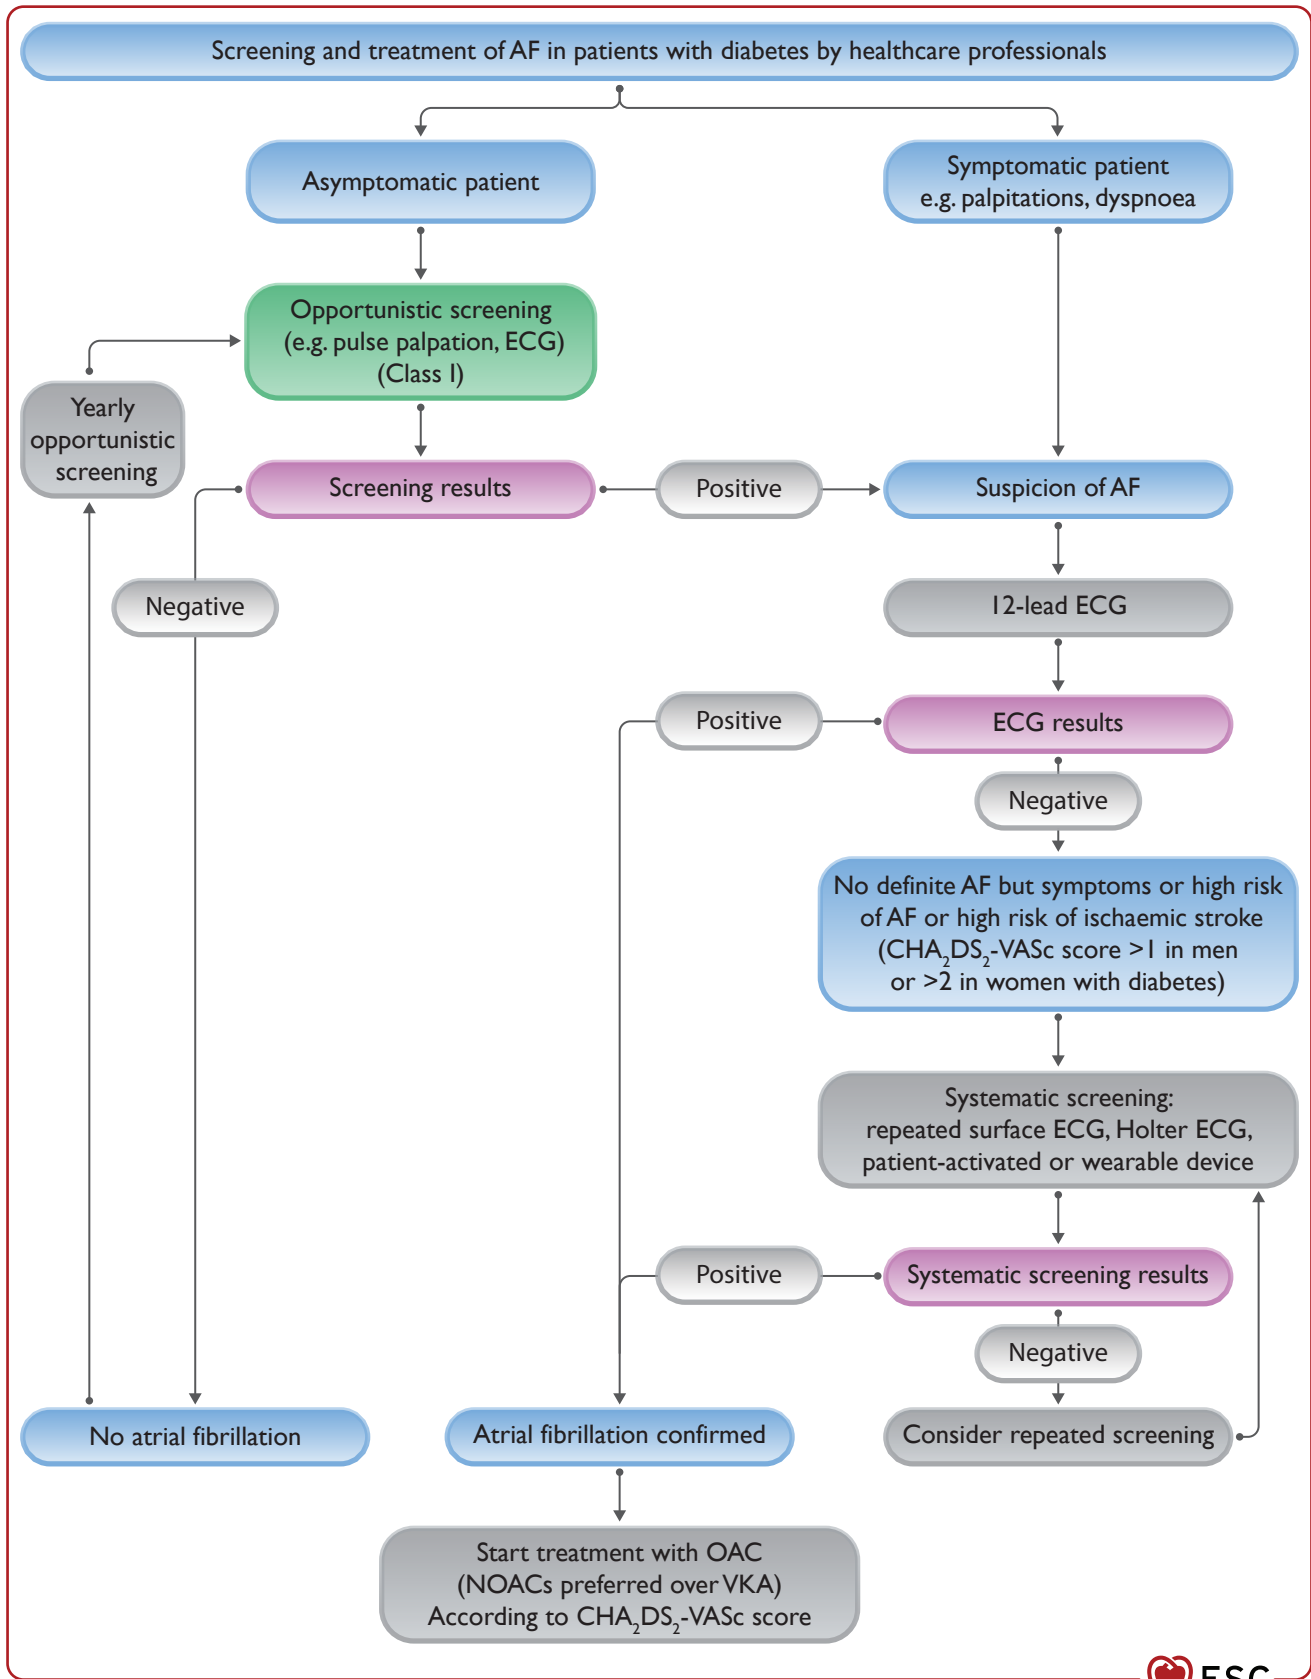 Screening and treatment of AF in patients with diabetes by healthcare professionals
Asymptomatic patient
Symptomatic patient
e.g. palpitations, dyspnoea
Opportunistic screening
(e.g. pulse palpation, ECG)
(Class I)
Yearly
opportunistic
screening
Screening results
Positive
Suspicion of AF
Negative
12-lead ECG
Positive
ECG results
Negative
No definite AF but symptoms or high risk
of AF or high risk of ischaemic stroke
(CHA₂DS₂-VASc score >1 in men
or >2 in women with diabetes)
Systematic screening:
repeated surface ECG, Holter ECG,
patient-activated or wearable device
Positive
Systematic screening results
Negative
No atrial fibrillation
Atrial fibrillation confirmed
Consider repeated screening
Start treatment with OAC
(NOACs preferred over VKA)
According to CHA₂DS₂-VASc score
ESC